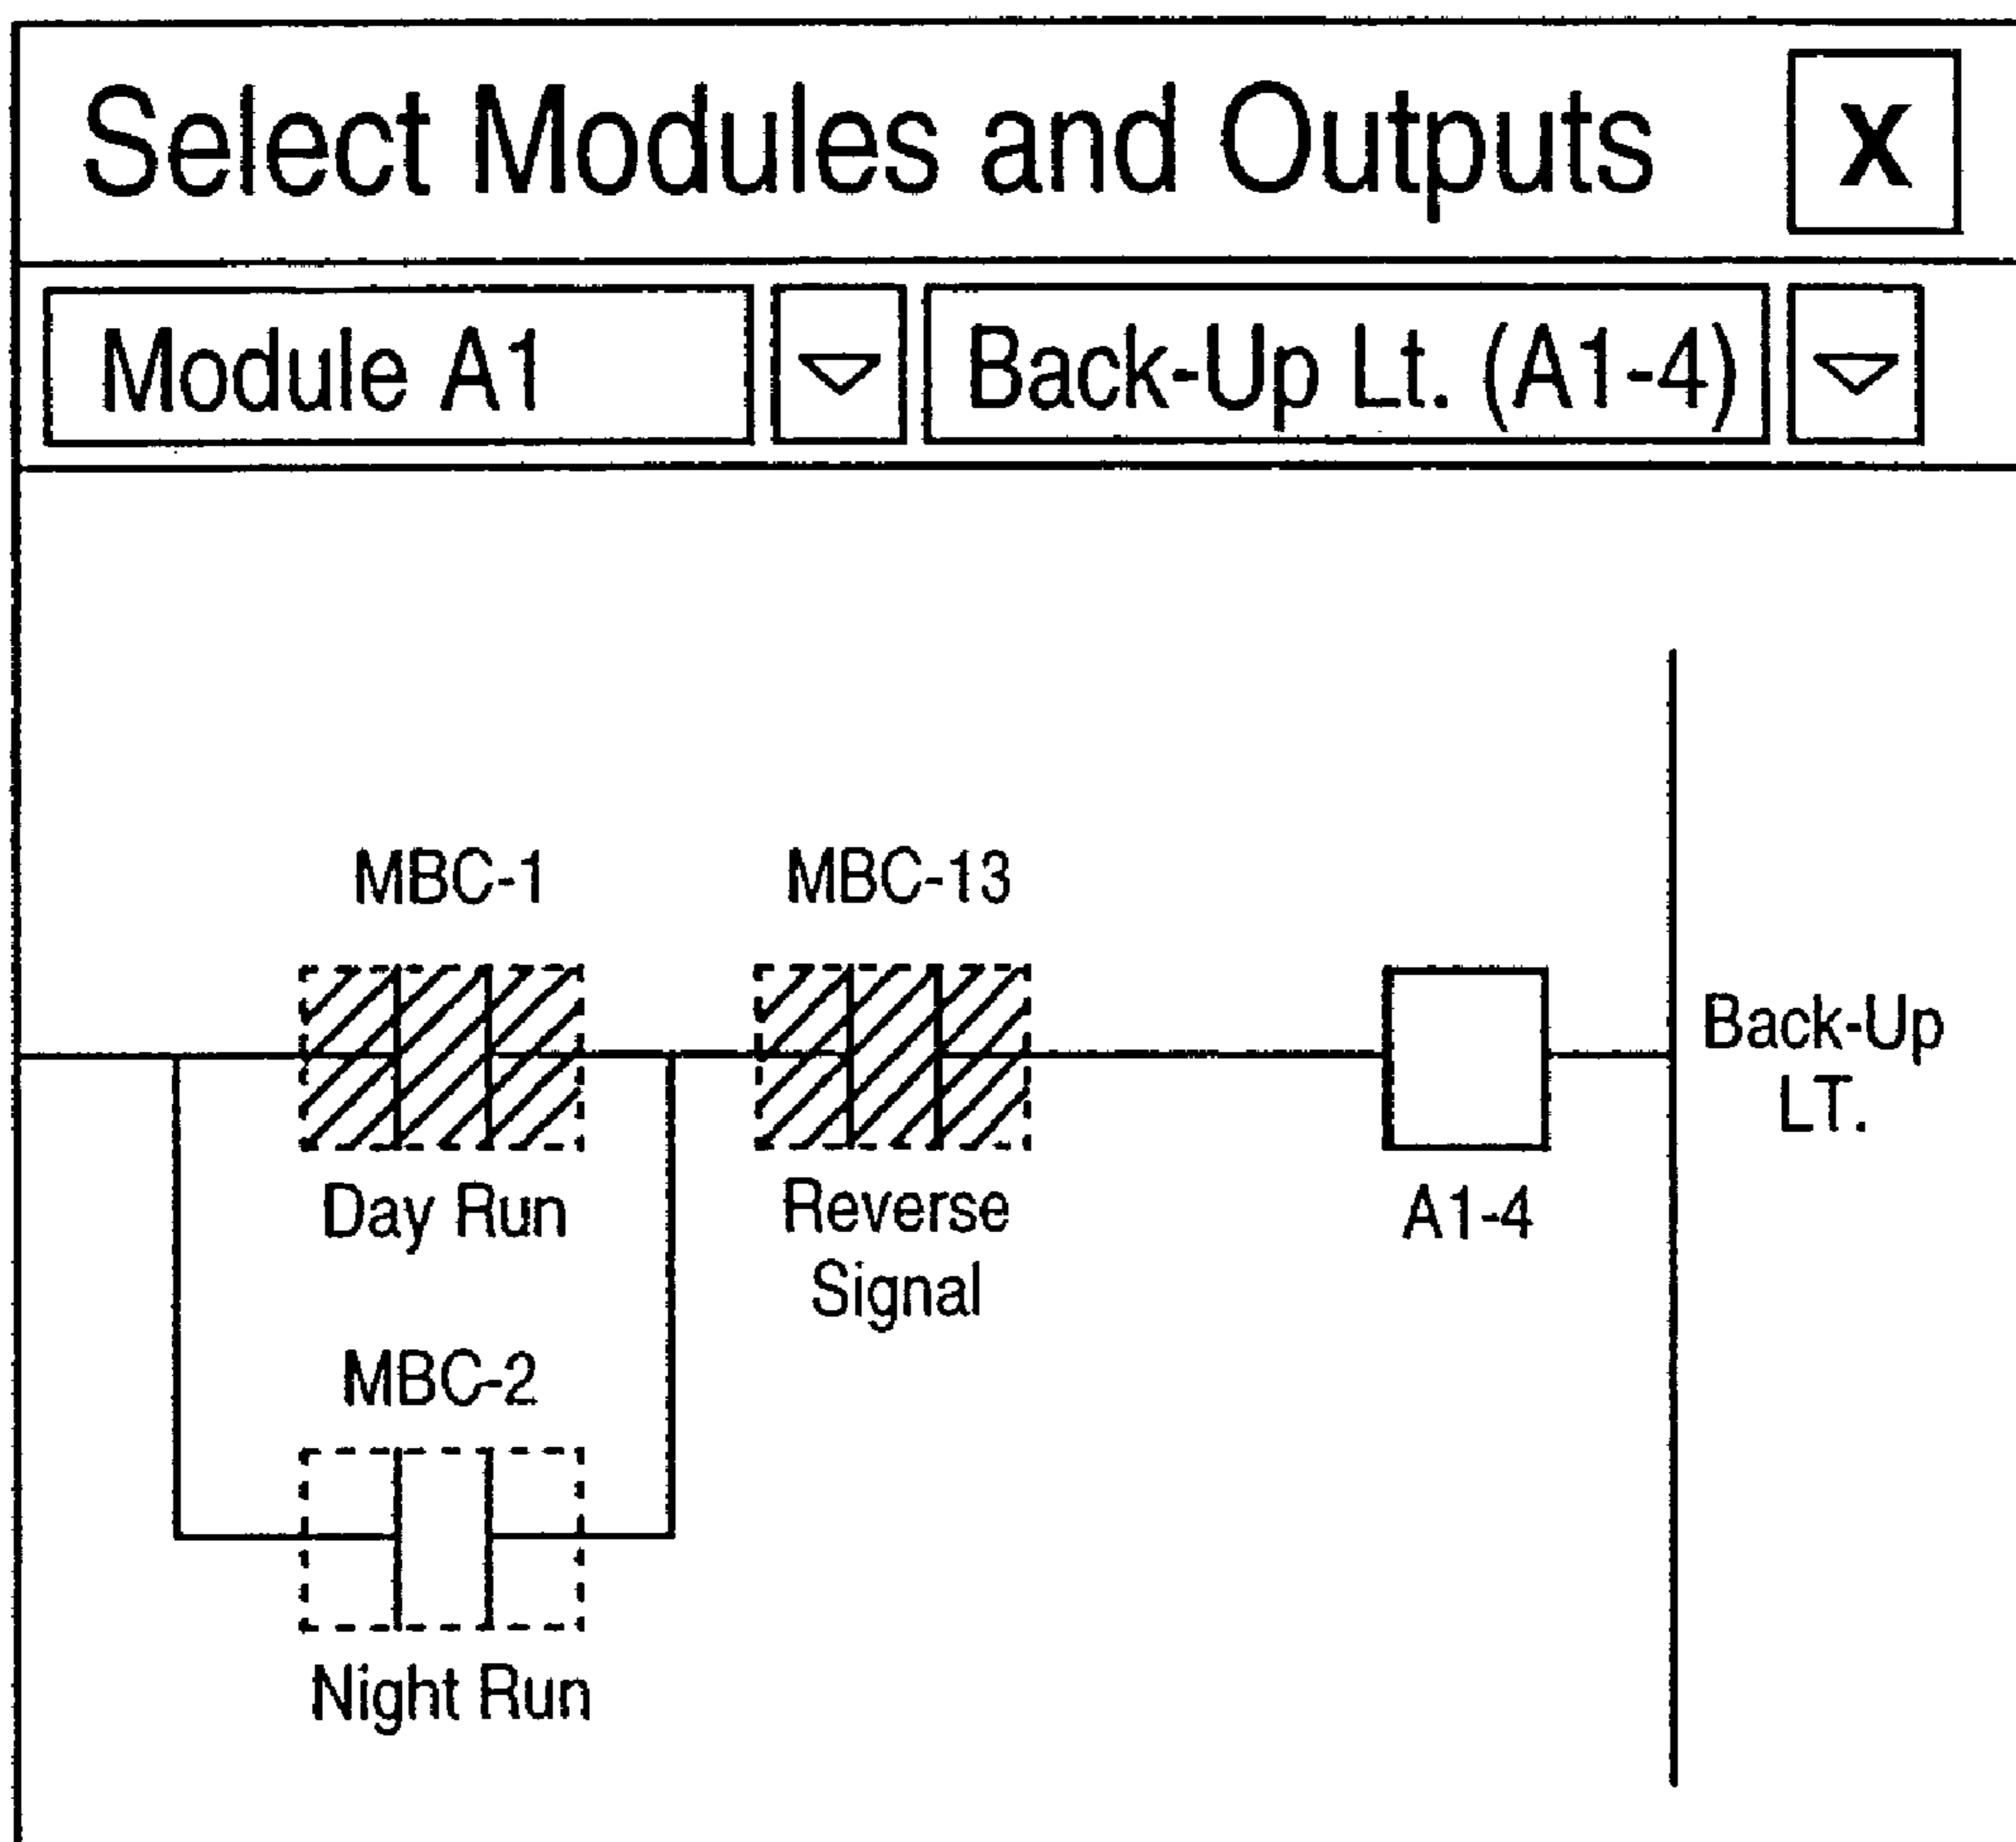 Select Modules and Outputs X
Module A1 Back-Up Lt. (A1-4)
MBC-1 MBC-13
Back-Up
LT.
Day Run
Reverse
Signal
A1-4
MBC-2
Night Run